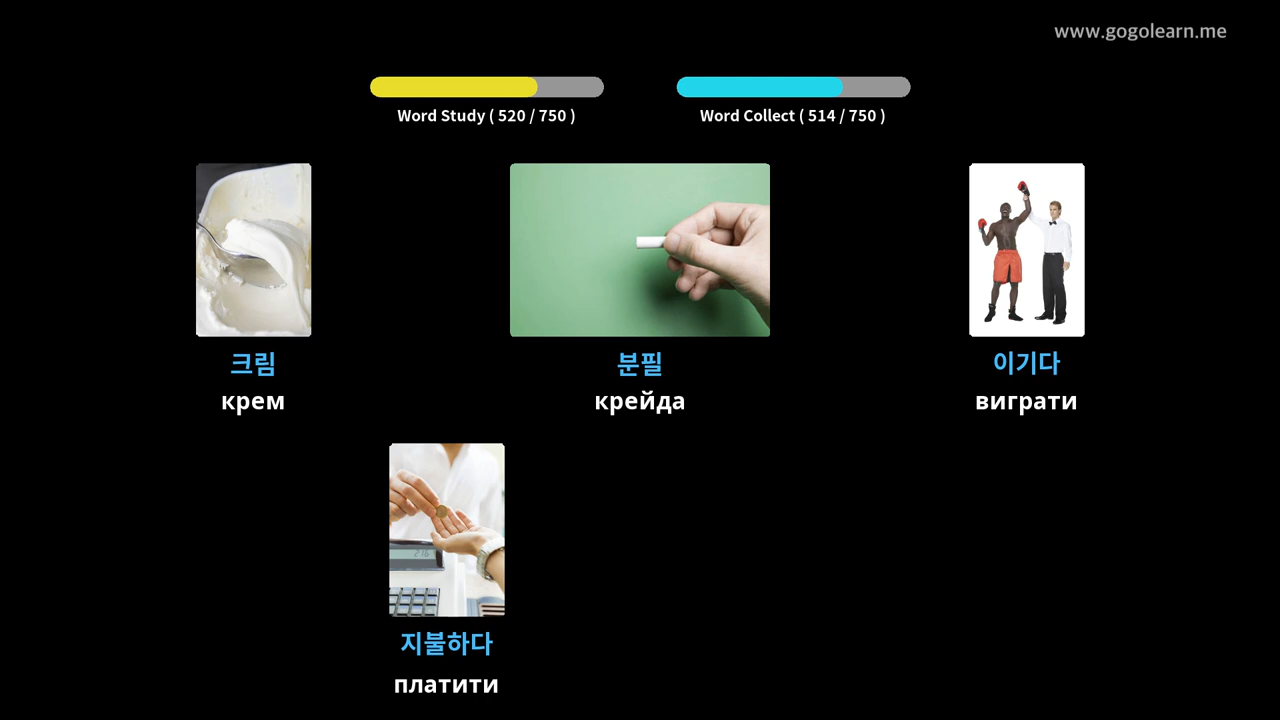 www.gogolearn.me
Word Study ( 520 / 750 )
Word Collect ( 514 / 750 )
크림
крем
분필
крейда
이기다
виграти
지불하다
платити